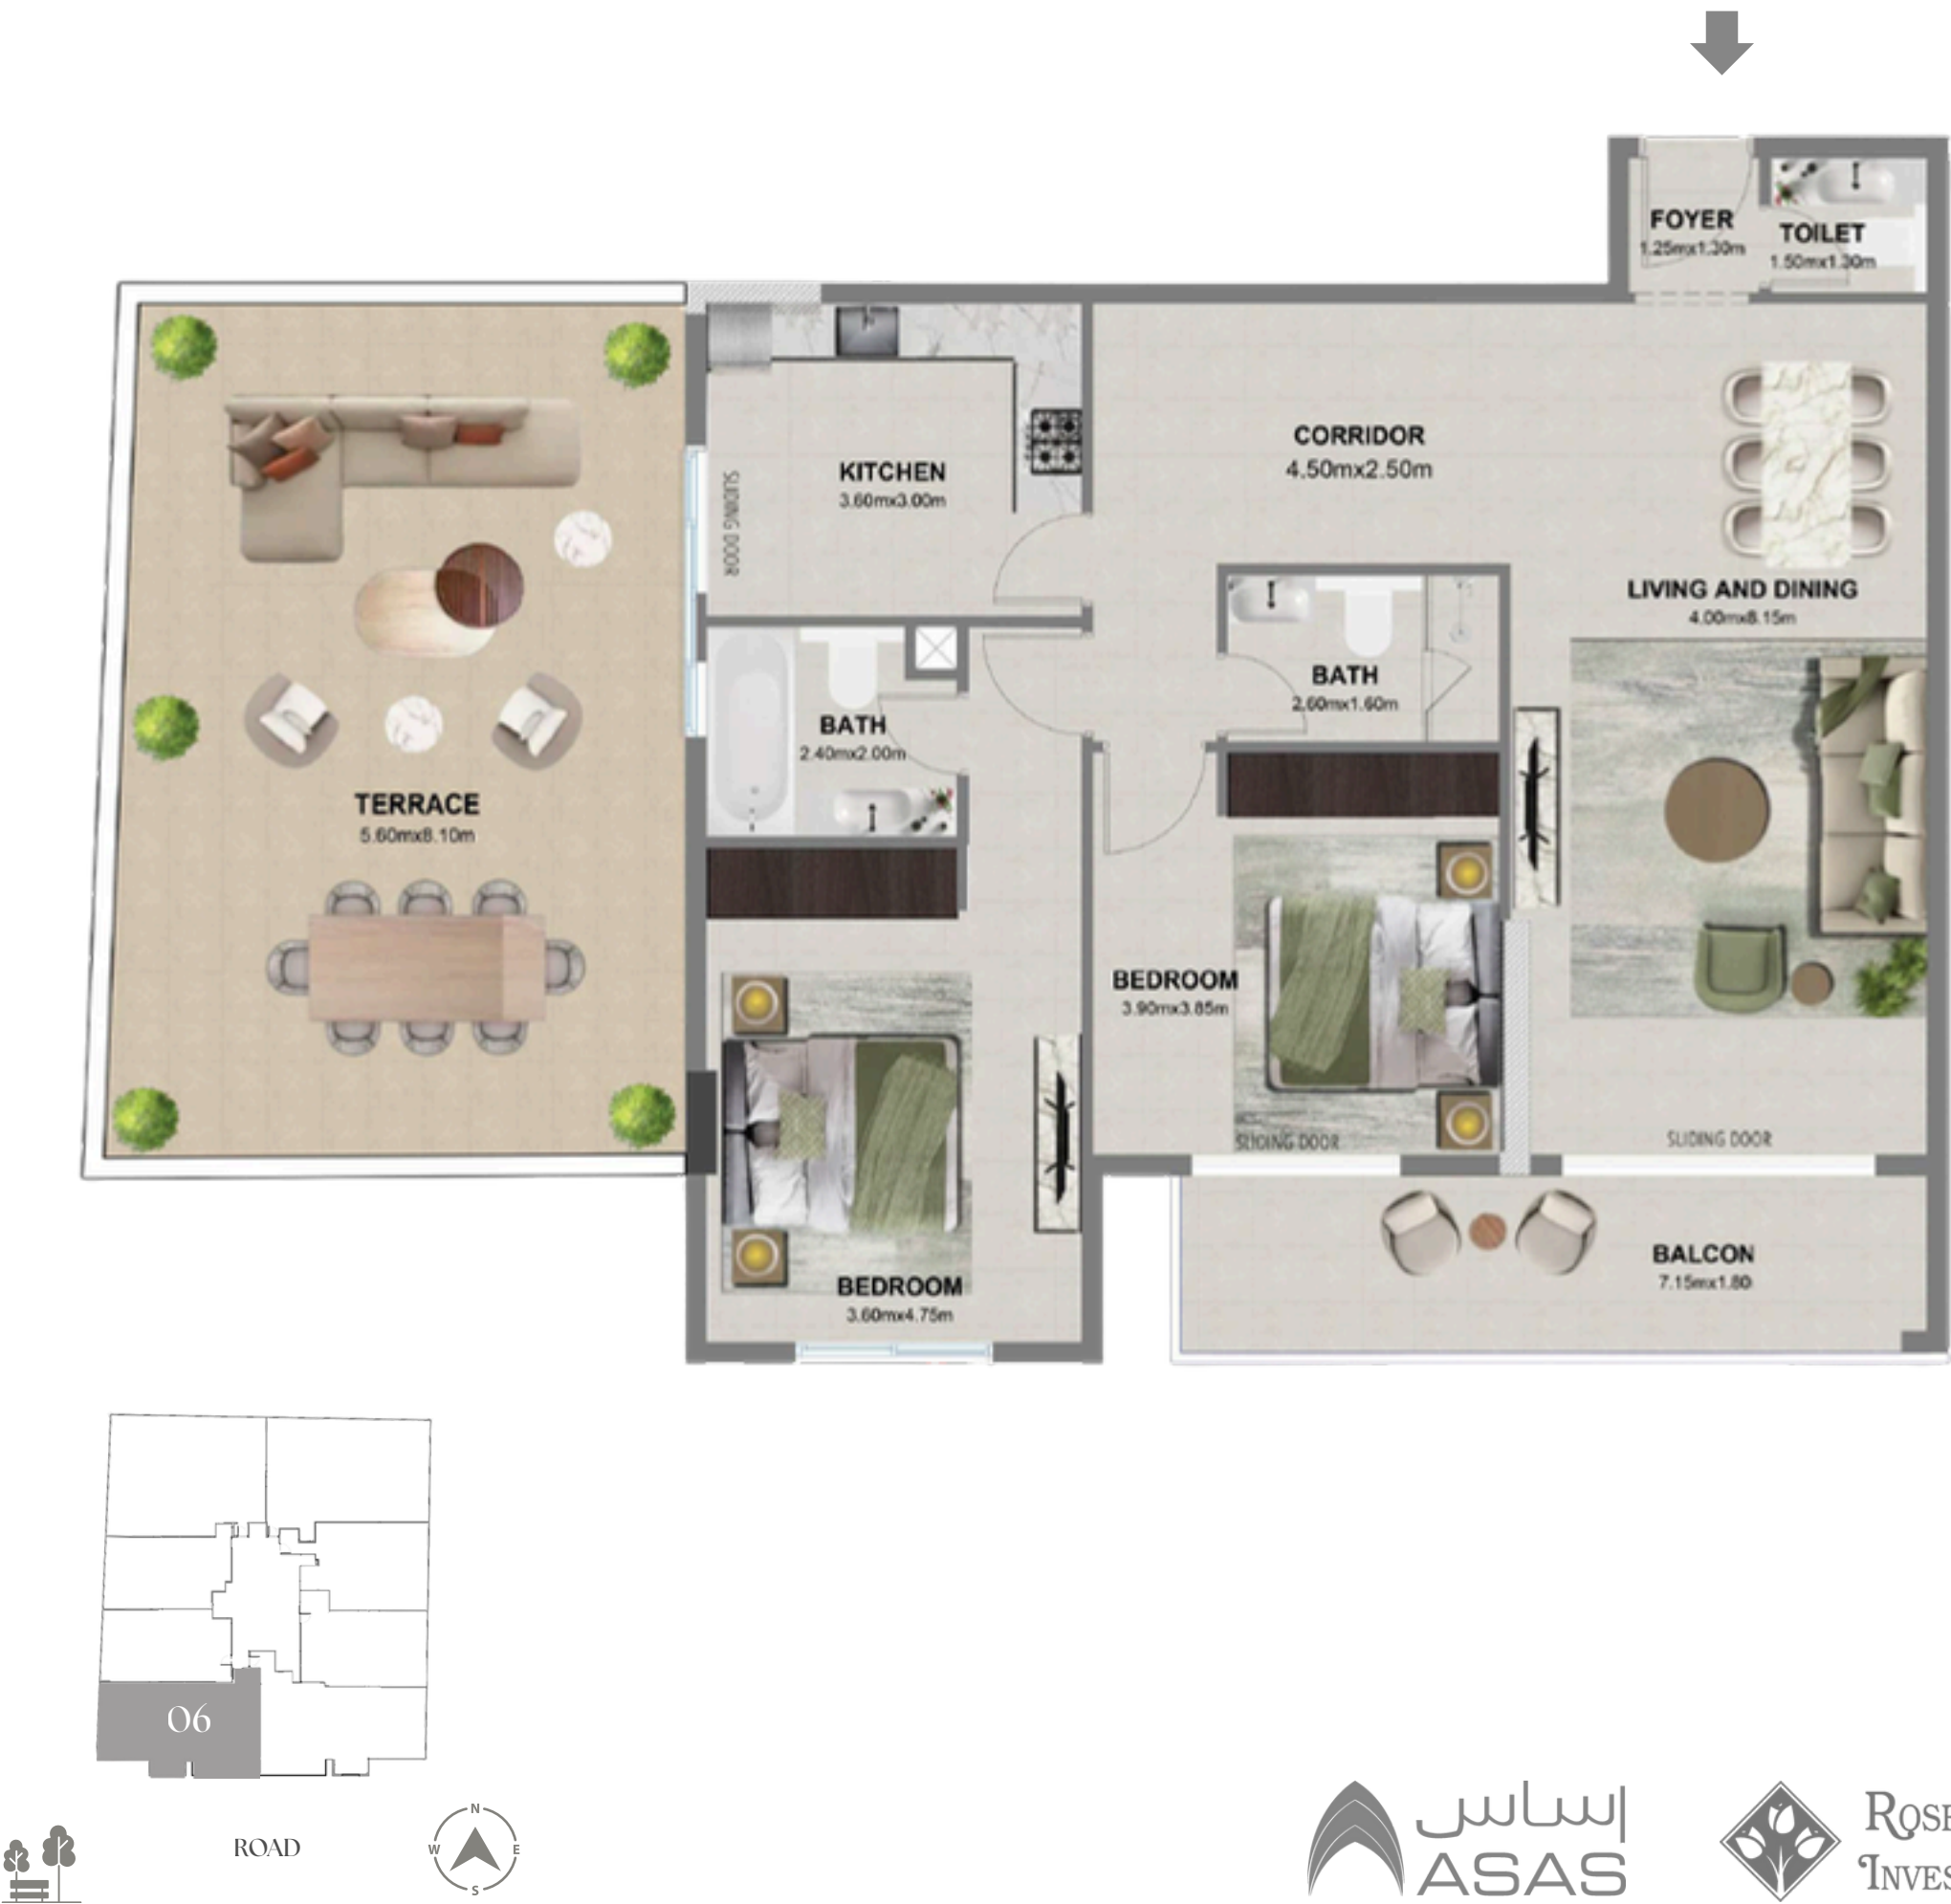 FOYER
1.25mx1.30m
TOILET
1.50mx1.30m
CORRIDOR
4.50mx2.50m
KITCHEN
3.60mx3.00m
SLIDING DOOR
LIVING AND DINING
4.00mx8.15m
BATH
2.60mx1.60m
BATH
2.40mx2.00m
TERRACE
5.60mx8.10m
BEDROOM
3.90mx3.85m
SLIDING DOOR
SLIDING DOOR
BALCON
7.15mx1.80
BEDROOM
3.60mx4.75m
06
ROAD
N
W
E
S
إساس
ASAS
ROSE
INVES